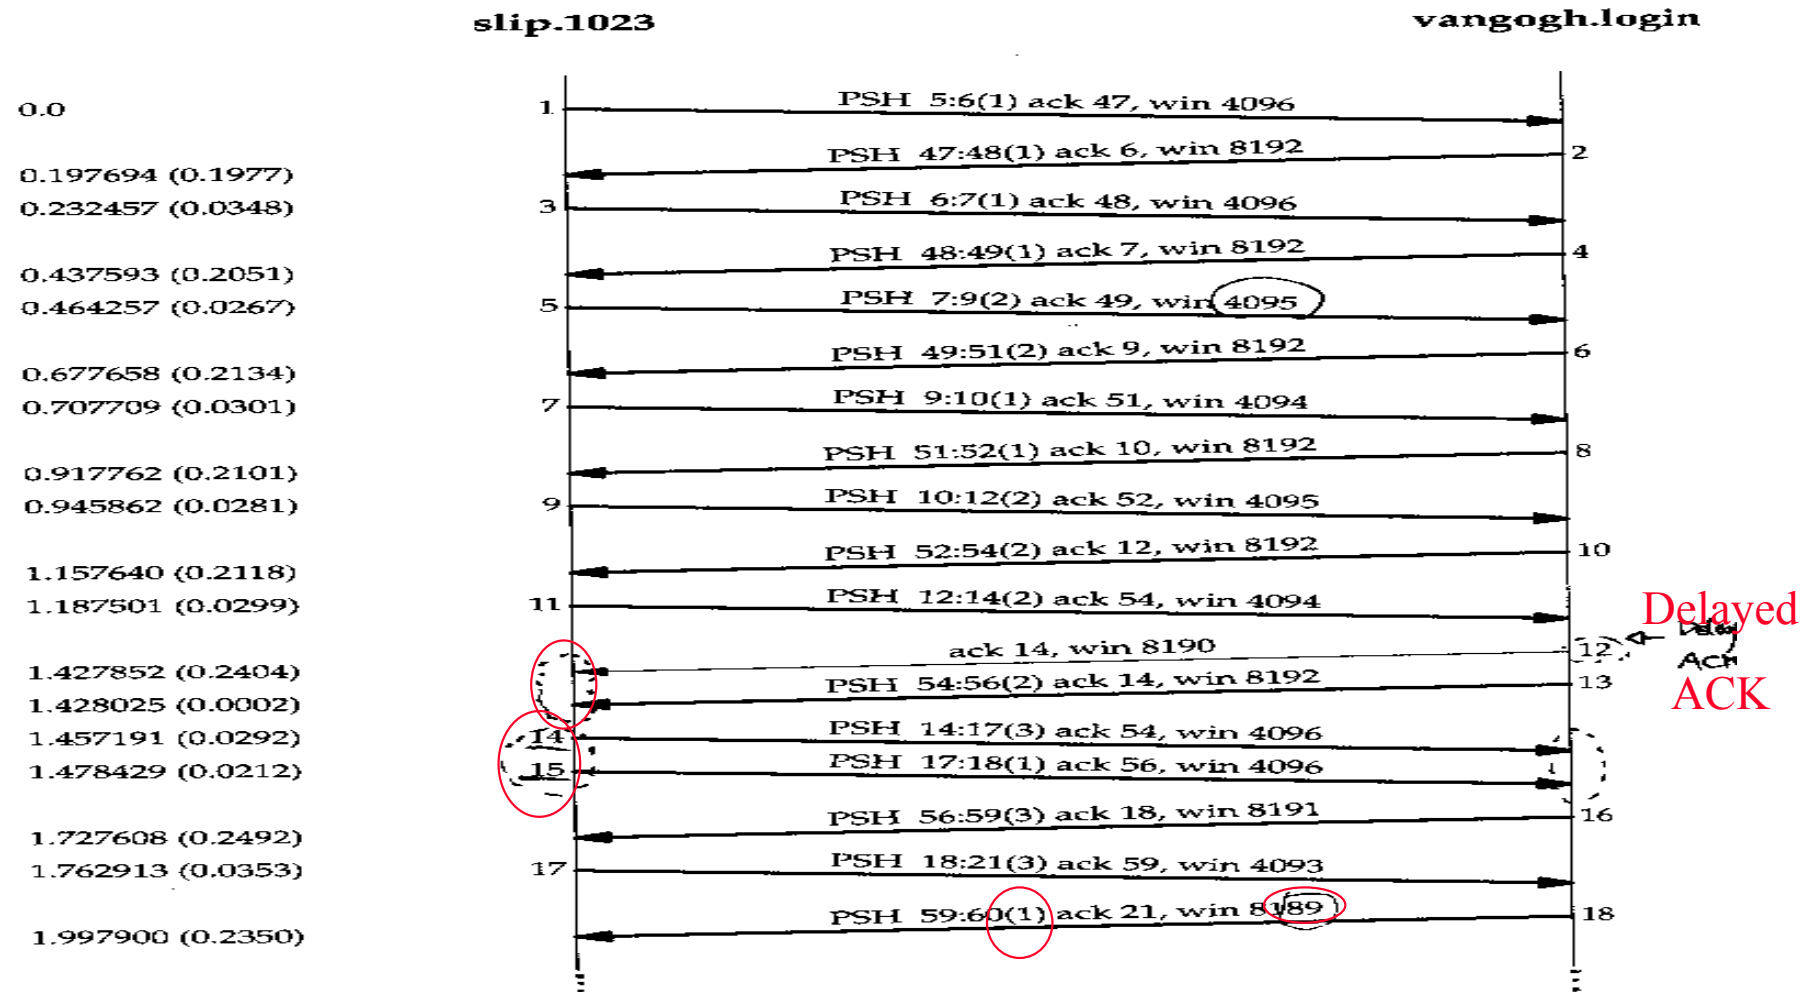 slip.1023 vangogh.login
0.0 1 PSH 5:6(1) ack 47, win 4096
PSH 47:48(1) ack 6, win 8192 2
0.197694 (0.1977)
0.232457 (0.0348) 3 PSH 6:7(1) ack 48, win 4096
PSH 48:49(1) ack 7, win 8192 4
0.437593 (0.2051)
0.464257 (0.0267) 5 PSH 7:9(2) ack 49, win 4095
PSH 49:51(2) ack 9, win 8192 6
0.677658 (0.2134)
0.707709 (0.0301) 7 PSH 9:10(1) ack 51, win 4094
PSH 51:52(1) ack 10, win 8192 8
0.917762 (0.2101)
0.945862 (0.0281) 9 PSH 10:12(2) ack 52, win 4095
PSH 52:54(2) ack 12, win 8192 10
1.157640 (0.2118)
1.187501 (0.0299) 11 PSH 12:14(2) ack 54, win 4094
Delayed
ack 14, win 8190 12
Ack
1.427852 (0.2404)
PSH 54:56(2) ack 14, win 8192 13
ACK
1.428025 (0.0002)
1.457191 (0.0292) 14 PSH 14:17(3) ack 54, win 4096
1.478429 (0.0212) 15 PSH 17:18(1) ack 56, win 4096
PSH 56:59(3) ack 18, win 8191 16
1.727608 (0.2492)
1.762913 (0.0353) 17 PSH 18:21(3) ack 59, win 4093
PSH 59:60(1) ack 21, win 8189 18
1.997900 (0.2350)